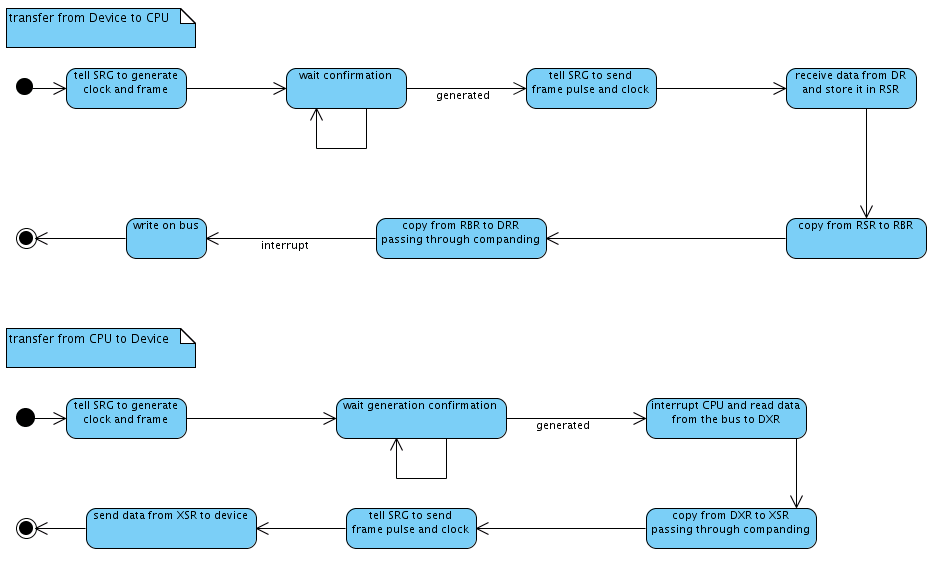 transfer from Device to CPU
tell SRG to generate
clock and frame
wait confirmation
generated
tell SRG to send
frame pulse and clock
receive data from DR
and store it in RSR
write on bus
interrupt
copy from RBR to DRR
passing through companding
copy from RSR to RBR
transfer from CPU to Device
tell SRG to generate
clock and frame
wait generation confirmation
generated
interrupt CPU and read data
from the bus to DXR
send data from XSR to device
tell SRG to send
frame pulse and clock
copy from DXR to XSR
passing through companding